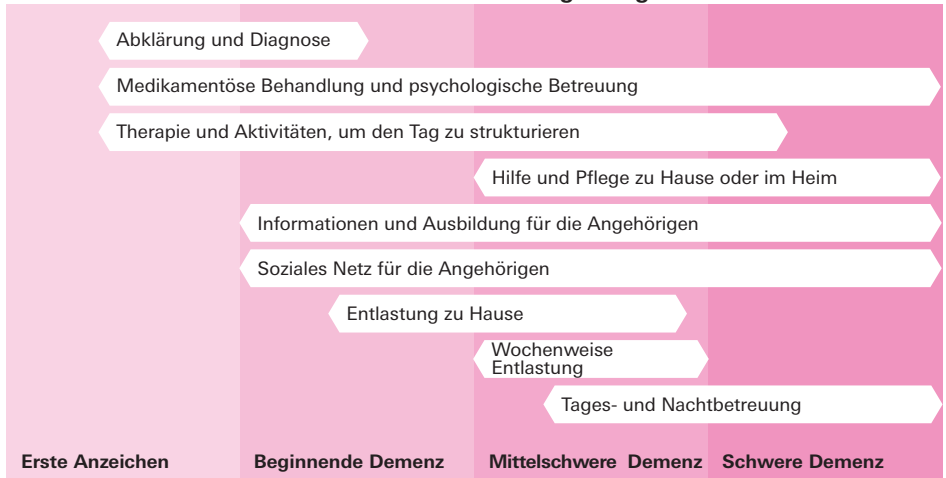 Abklärung und Diagnose
Medikamentöse Behandlung und psychologische Betreuung
Therapie und Aktivitäten, um den Tag zu strukturieren
Hilfe und Pflege zu Hause oder im Heim
Informationen und Ausbildung für die Angehörigen
Soziales Netz für die Angehörigen
Entlastung zu Hause
Wochenweise
Entlastung
Tages- und Nachtbetreuung
Erste Anzeichen Beginnende Demenz Mittelschwere Demenz Schwere Demenz